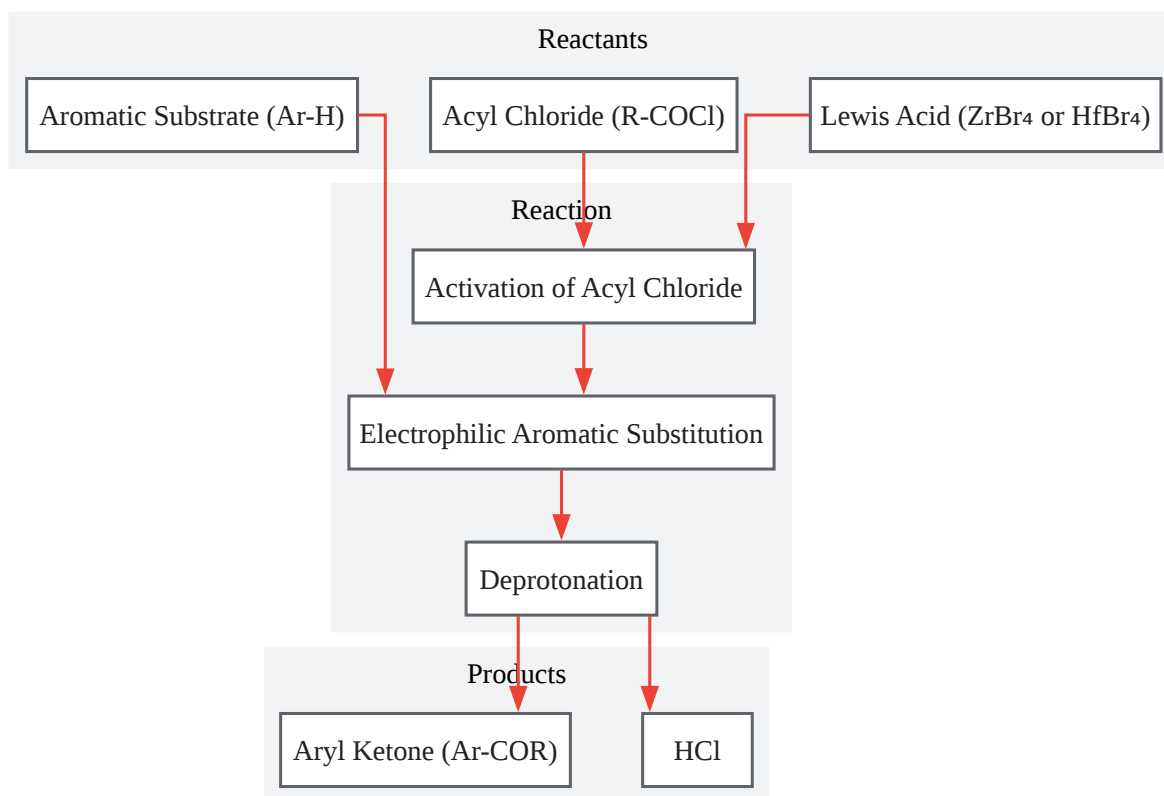 Reactants
Aromatic Substrate (Ar-H)
Acyl Chloride (R-COCl)
Lewis Acid (ZrBr₄ or HfBr₄)
Reaction
Activation of Acyl Chloride
Electrophilic Aromatic Substitution
Deprotonation
Products
Aryl Ketone (Ar-COR)
HCl